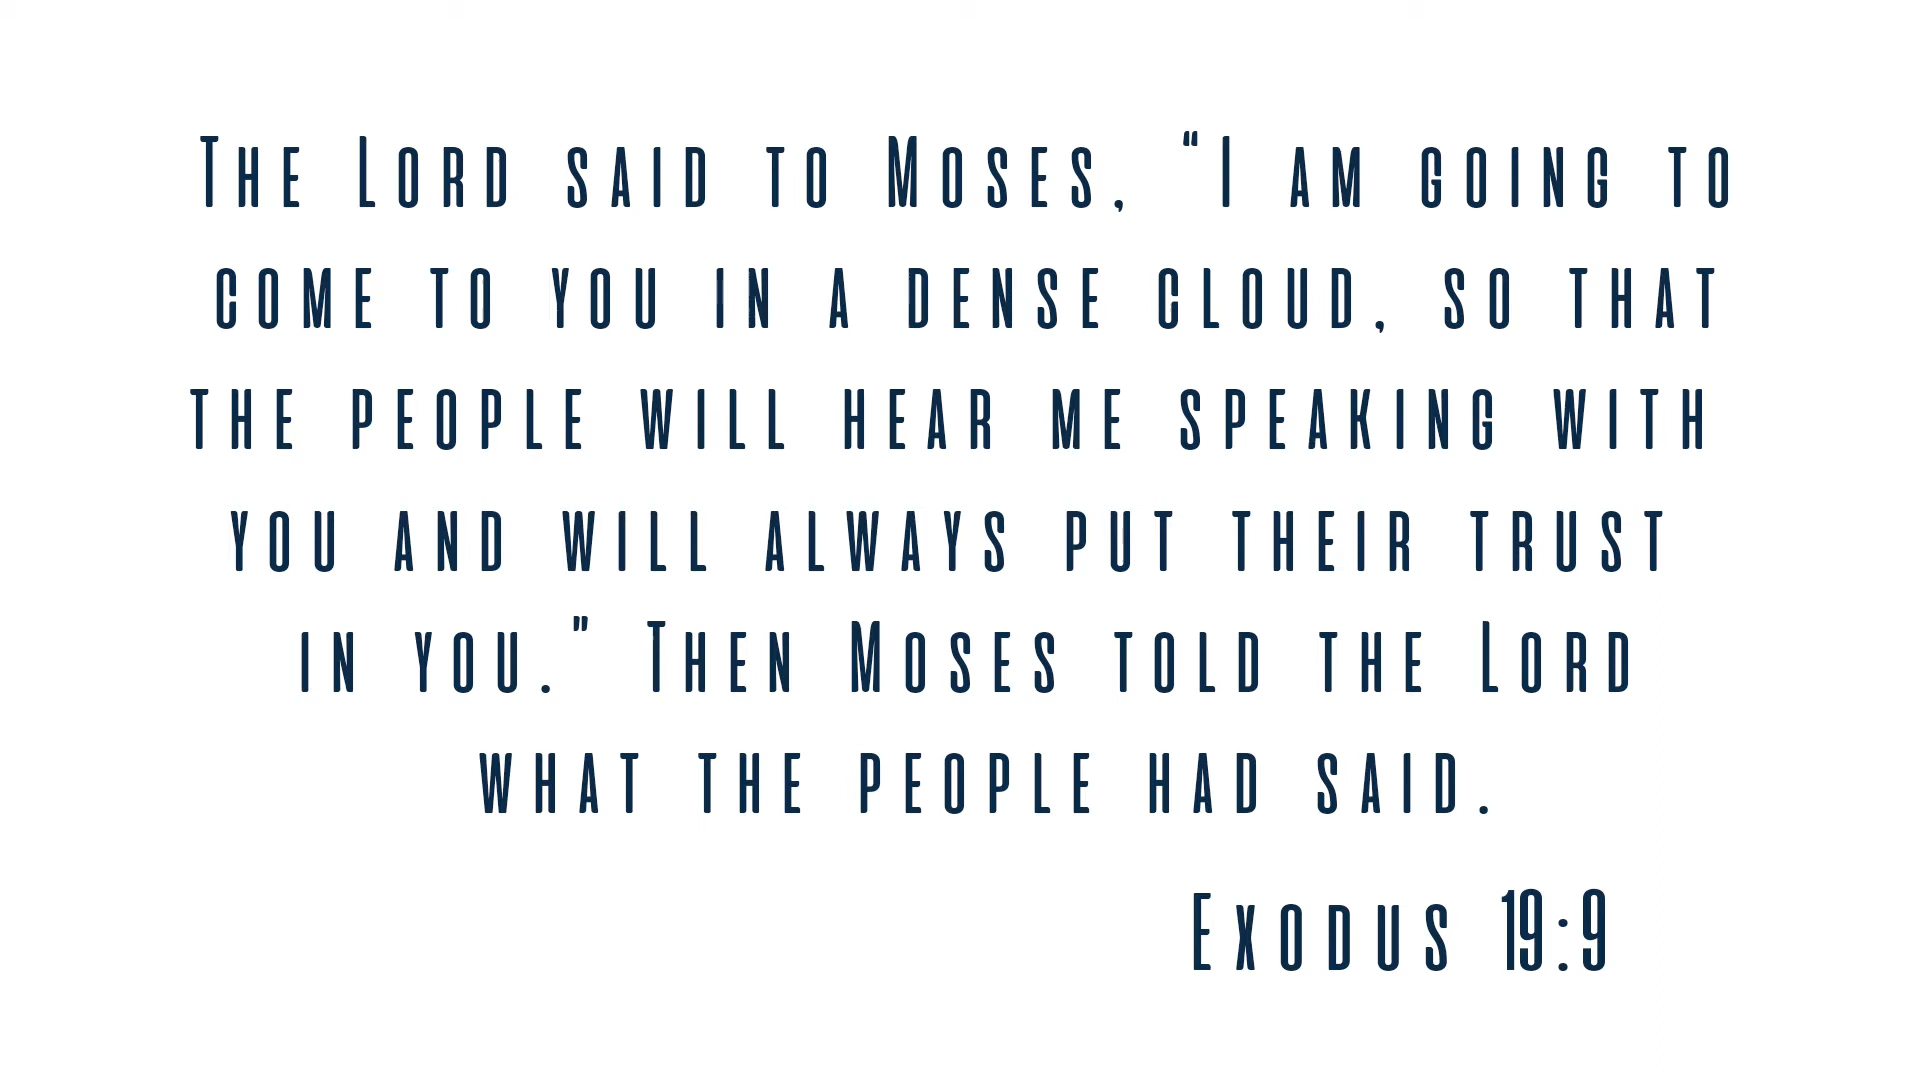 The Lord said to Moses, “I am going to
come to you in a dense cloud, so that
the people will hear me speaking with
you and will always put their trust
in you.” Then Moses told the Lord
what the people had said.
Exodus 19:9